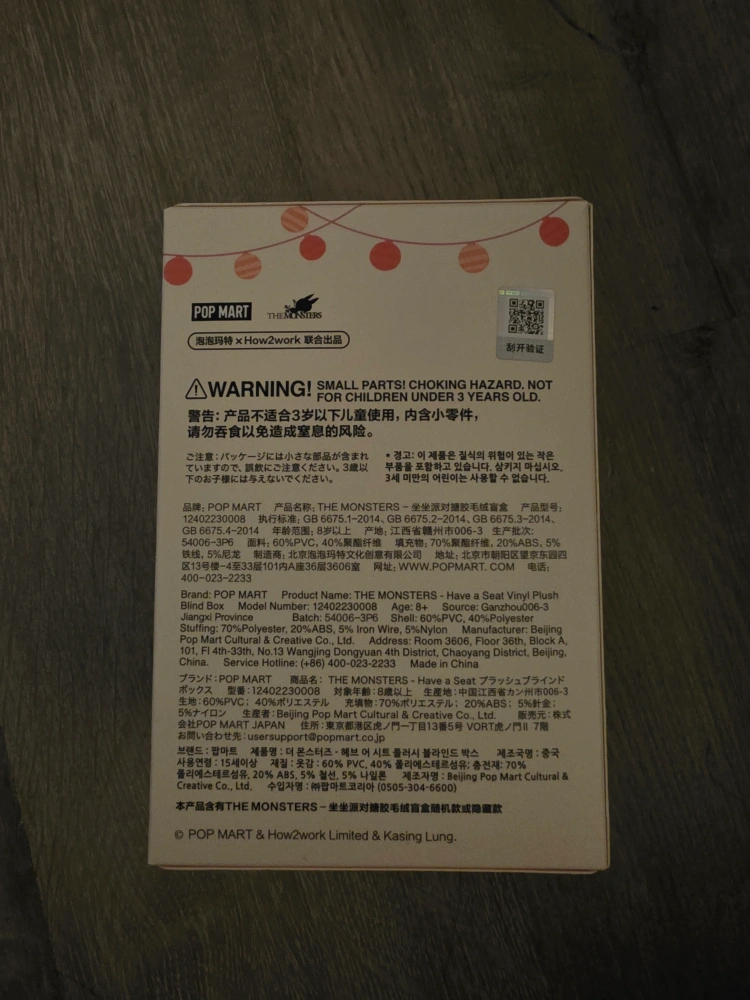 POP MART
THE MONSTERS
泡泡玛特 × How2work 联合出品
刮开验证
WARNING! SMALL PARTS! CHOKING HAZARD. NOT
FOR CHILDREN UNDER 3 YEARS OLD.
警告：产品不适合3岁以下儿童使用，内含小零件，
请勿吞食以免造成窒息的风险。
ご注意：パッケージには小さな部品が含まれ
ていますので、誤飲にご注意ください。3歳以
下のお子様には与えないでください。
* 경고: 이 제품은 질식의 위험이 있는 작은
부품을 포함하고 있습니다. 삼키지 마십시오.
3세 미만의 어린이는 사용할 수 없습니다.
品牌：POP MART 产品名称：THE MONSTERS - 坐坐派对搪胶毛绒盲盒 产品型号：
12402230008 执行标准：GB 6675.1-2014、GB 6675.2-2014、GB 6675.3-2014、
GB 6675.4-2014 年龄范围：8岁以上 产地：江西省赣州市006-3 生产批次：
54006-3P6 面料：60%PVC，40%聚酯纤维 填充物：70%聚酯纤维，20%ABS，5%
铁线，5%尼龙 制造商：北京泡泡玛特文化创意有限公司 地址：北京市朝阳区望京东园四
区13号楼-4至33层101内A座36层3606室 网址：WWW.POPMART. COM 电话：
400-023-2233
Brand: POP MART Product Name: THE MONSTERS - Have a Seat Vinyl Plush
Blind Box Model Number: 12402230008 Age: 8+ Source: Ganzhou006-3
Jiangxi Province Batch: 54006-3P6 Shell: 60%PVC, 40%Polyester
Stuffing: 70%Polyester, 20%ABS, 5% Iron Wire, 5%Nylon Manufacturer: Beijing
Pop Mart Cultural & Creative Co., Ltd. Address: Room 3606, Floor 36th, Block A,
101, Fl 4th-33th, No.13 Wangjing Dongyuan 4th District, Chaoyang District, Beijing,
China. Service Hotline: (+86) 400-023-2233 Made in China
ブランド：POP MART 商品名： THE MONSTERS - Have a Seat プラッシュブラインド
ボックス 型番：12402230008 対象年齢：8歳以上 生産地：中国江西省カン州市006-3
生地：60%PVC； 40%ポリエステル 充填物：70%ポリエステル； 20%ABS； 5%針金；
5%ナイロン 生産者：Beijing Pop Mart Cultural & Creative Co., Ltd. 販売元：株式
会社POP MART JAPAN 住所：東京都港区虎ノ門一丁目13番5号 VORT虎ノ門Ⅱ 7階
お問い合わせ先：usersupport@popmart.co.jp
브랜드 : 팝마트 제품명 : 더 몬스터즈 - 헤브 어 시트 플러시 블라인드 박스 제조국명 : 중국
사용연령 : 15세이상 재질 : 옷감 : 60% PVC, 40% 폴리에스테르섬유; 충전재: 70%
폴리에스테르섬유, 20% ABS, 5% 철선, 5% 나일론 제조자명 : Beijing Pop Mart Cultural &
Creative Co., Ltd. 수입자명 : ㈜팝마트코리아 (0505-304-6600)
本产品含有THE MONSTERS - 坐坐派对搪胶毛绒盲盒随机款或隐藏款
© POP MART & How2work Limited & Kasing Lung.